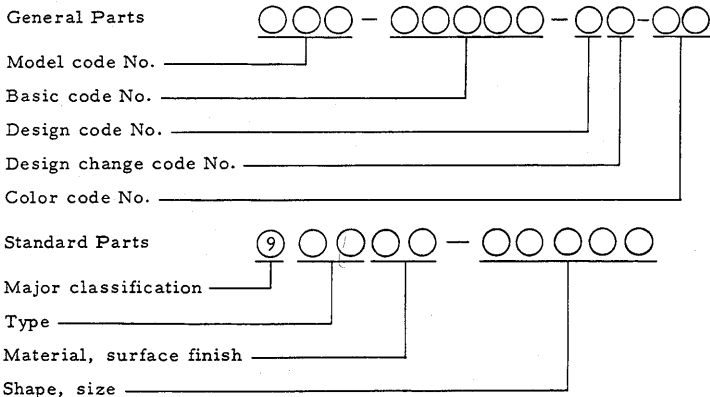 General Parts ○○○ - ○○○○○ - ○○ - ○○
Model code No.
Basic code No.
Design code No.
Design change code No.
Color code No.
Standard Parts ⑨○○○○ - ○○○○○
Major classification
Type
Material, surface finish
Shape, size